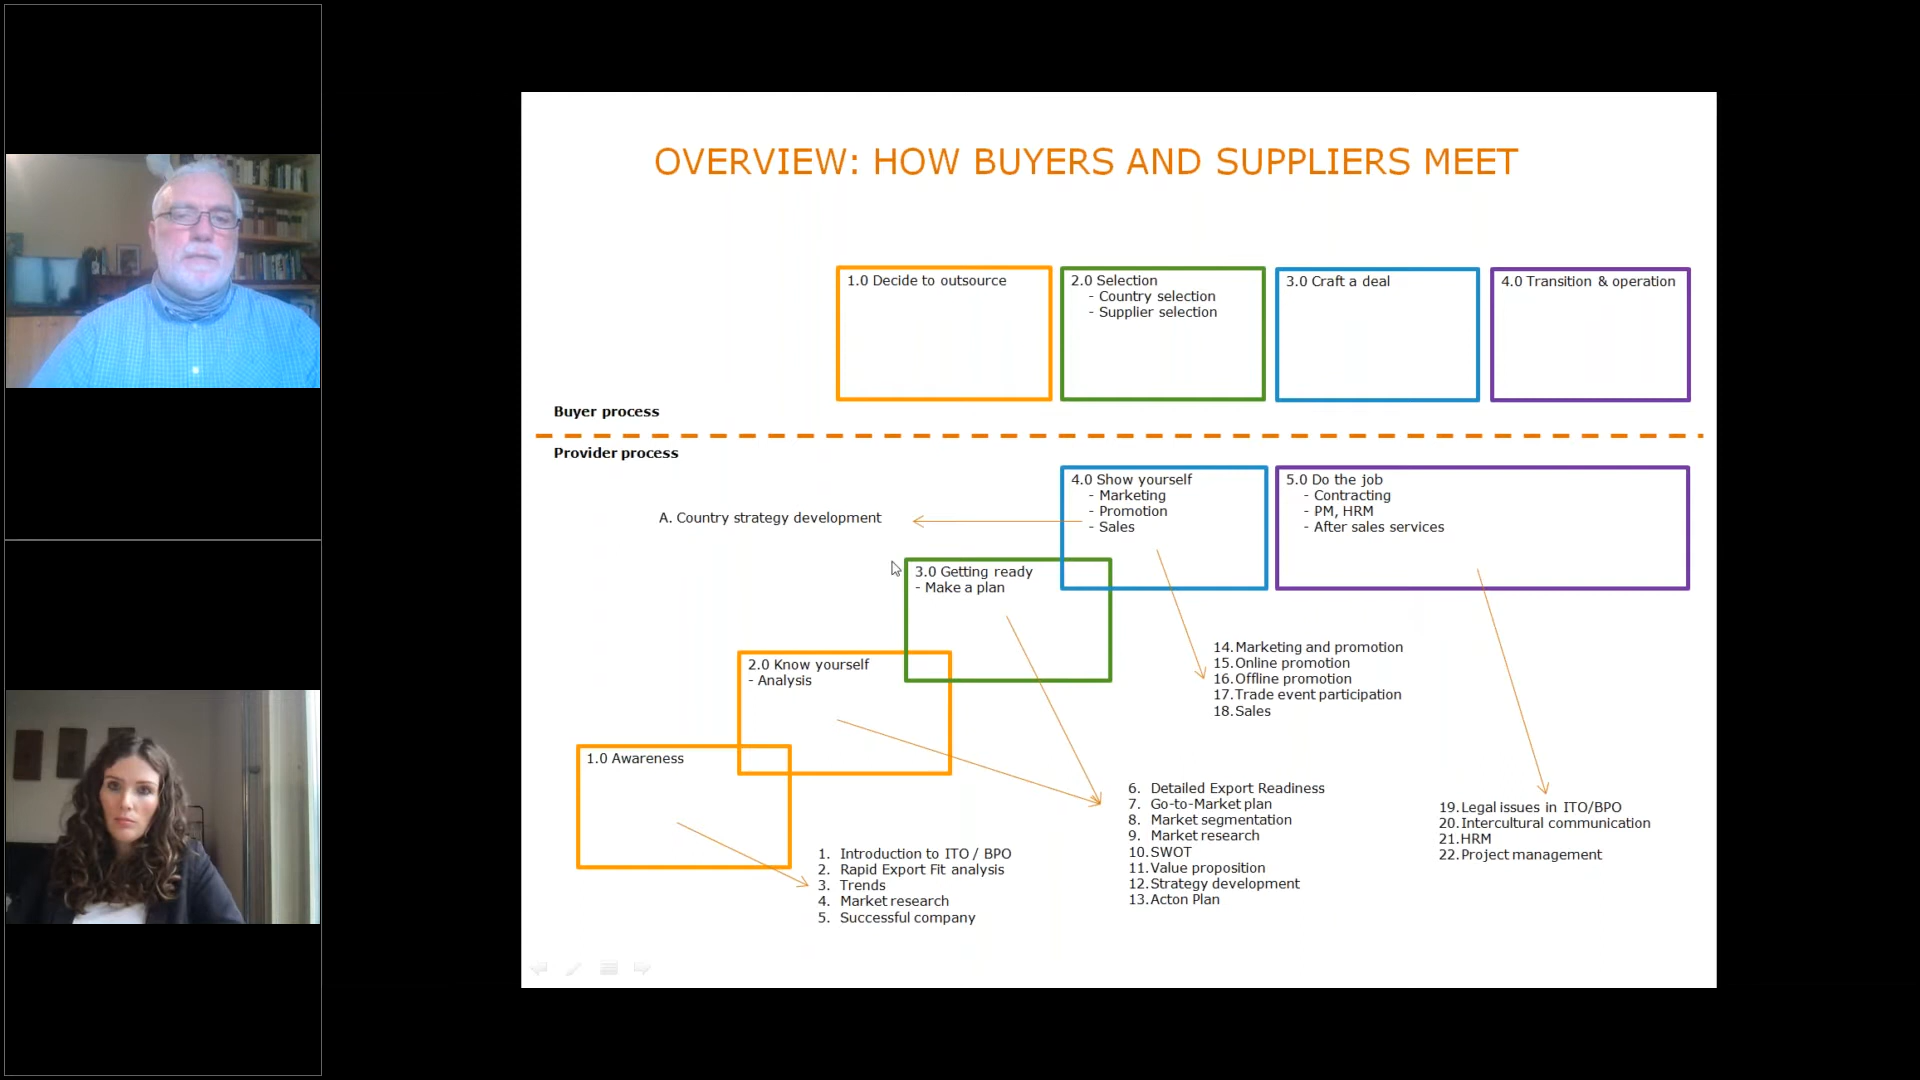 OVERVIEW: HOW BUYERS AND SUPPLIERS MEET
1.0 Decide to outsource
2.0 Selection
- Country selection
- Supplier selection
3.0 Craft a deal
4.0 Transition & operation
Buyer process
Provider process
4.0 Show yourself
- Marketing
- Promotion
- Sales
5.0 Do the job
- Contracting
- PM, HRM
- After sales services
A. Country strategy development
3.0 Getting ready
- Make a plan
2.0 Know yourself
- Analysis
1.0 Awareness
14. Marketing and promotion
15. Online promotion
16. Offline promotion
17. Trade event participation
18. Sales
6. Detailed Export Readiness
7. Go-to-Market plan
8. Market segmentation
9. Market research
10. SWOT
11. Value proposition
12. Strategy development
13. Acton Plan
19. Legal issues in ITO/BPO
20. Intercultural communication
21. HRM
22. Project management
1. Introduction to ITO / BPO
2. Rapid Export Fit analysis
3. Trends
4. Market research
5. Successful company